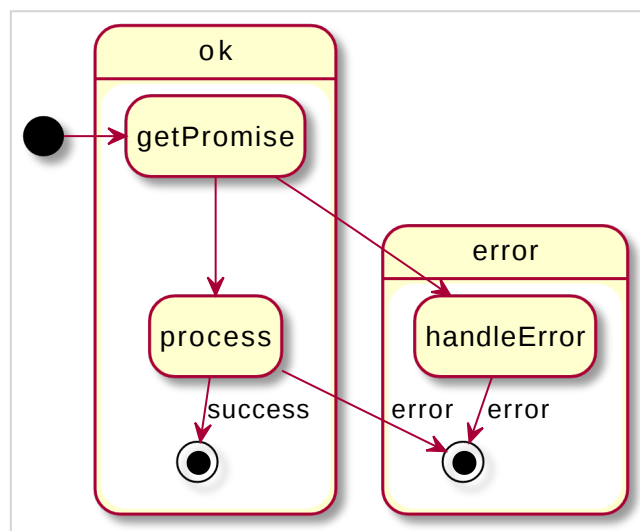 ok
getPromise
error
process
handleError
success
error
error